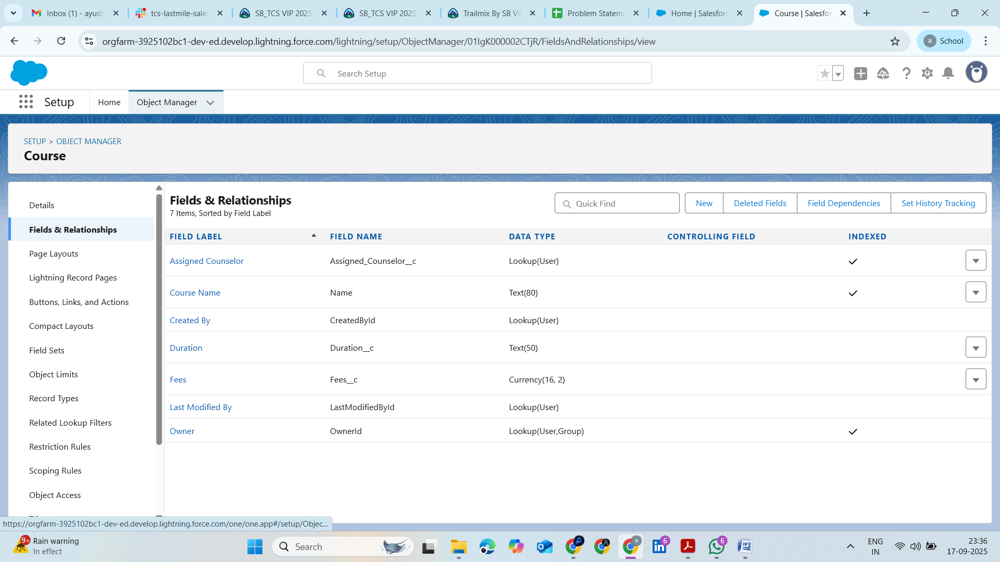 Inbox (1) - ayush
tcs-lastmile-sales
SB_TCS VIP 2025
SB_TCS VIP 2025
Trailmix By SB VI
Problem Stateme
Home | Salesforc
Course | Salesfor
orgfarm-3925102bc1-dev-ed.develop.lightning.force.com/lightning/setup/ObjectManager/01IgK000002CTjR/FieldsAndRelationships/view
a School
Search Setup
Setup
Home
Object Manager
SETUP > OBJECT MANAGER
Course
Details
Fields & Relationships
Page Layouts
Lightning Record Pages
Buttons, Links, and Actions
Compact Layouts
Field Sets
Object Limits
Record Types
Related Lookup Filters
Restriction Rules
Scoping Rules
Object Access
Fields & Relationships
7 Items, Sorted by Field Label
Quick Find
New
Deleted Fields
Field Dependencies
Set History Tracking
FIELD LABEL FIELD NAME DATA TYPE CONTROLLING FIELD INDEXED
Assigned Counselor Assigned_Counselor__c Lookup(User)
Course Name Name Text(80)
Created By CreatedById Lookup(User)
Duration Duration__c Text(50)
Fees Fees__c Currency(16, 2)
Last Modified By LastModifiedById Lookup(User)
Owner OwnerId Lookup(User,Group)
https://orgfarm-3925102bc1-dev-ed.develop.lightning.force.com/one/one.app#/setup/Objec...
9+
Rain warning
In effect
Search
a
6
6
ENG
IN
23:36
17-09-2025